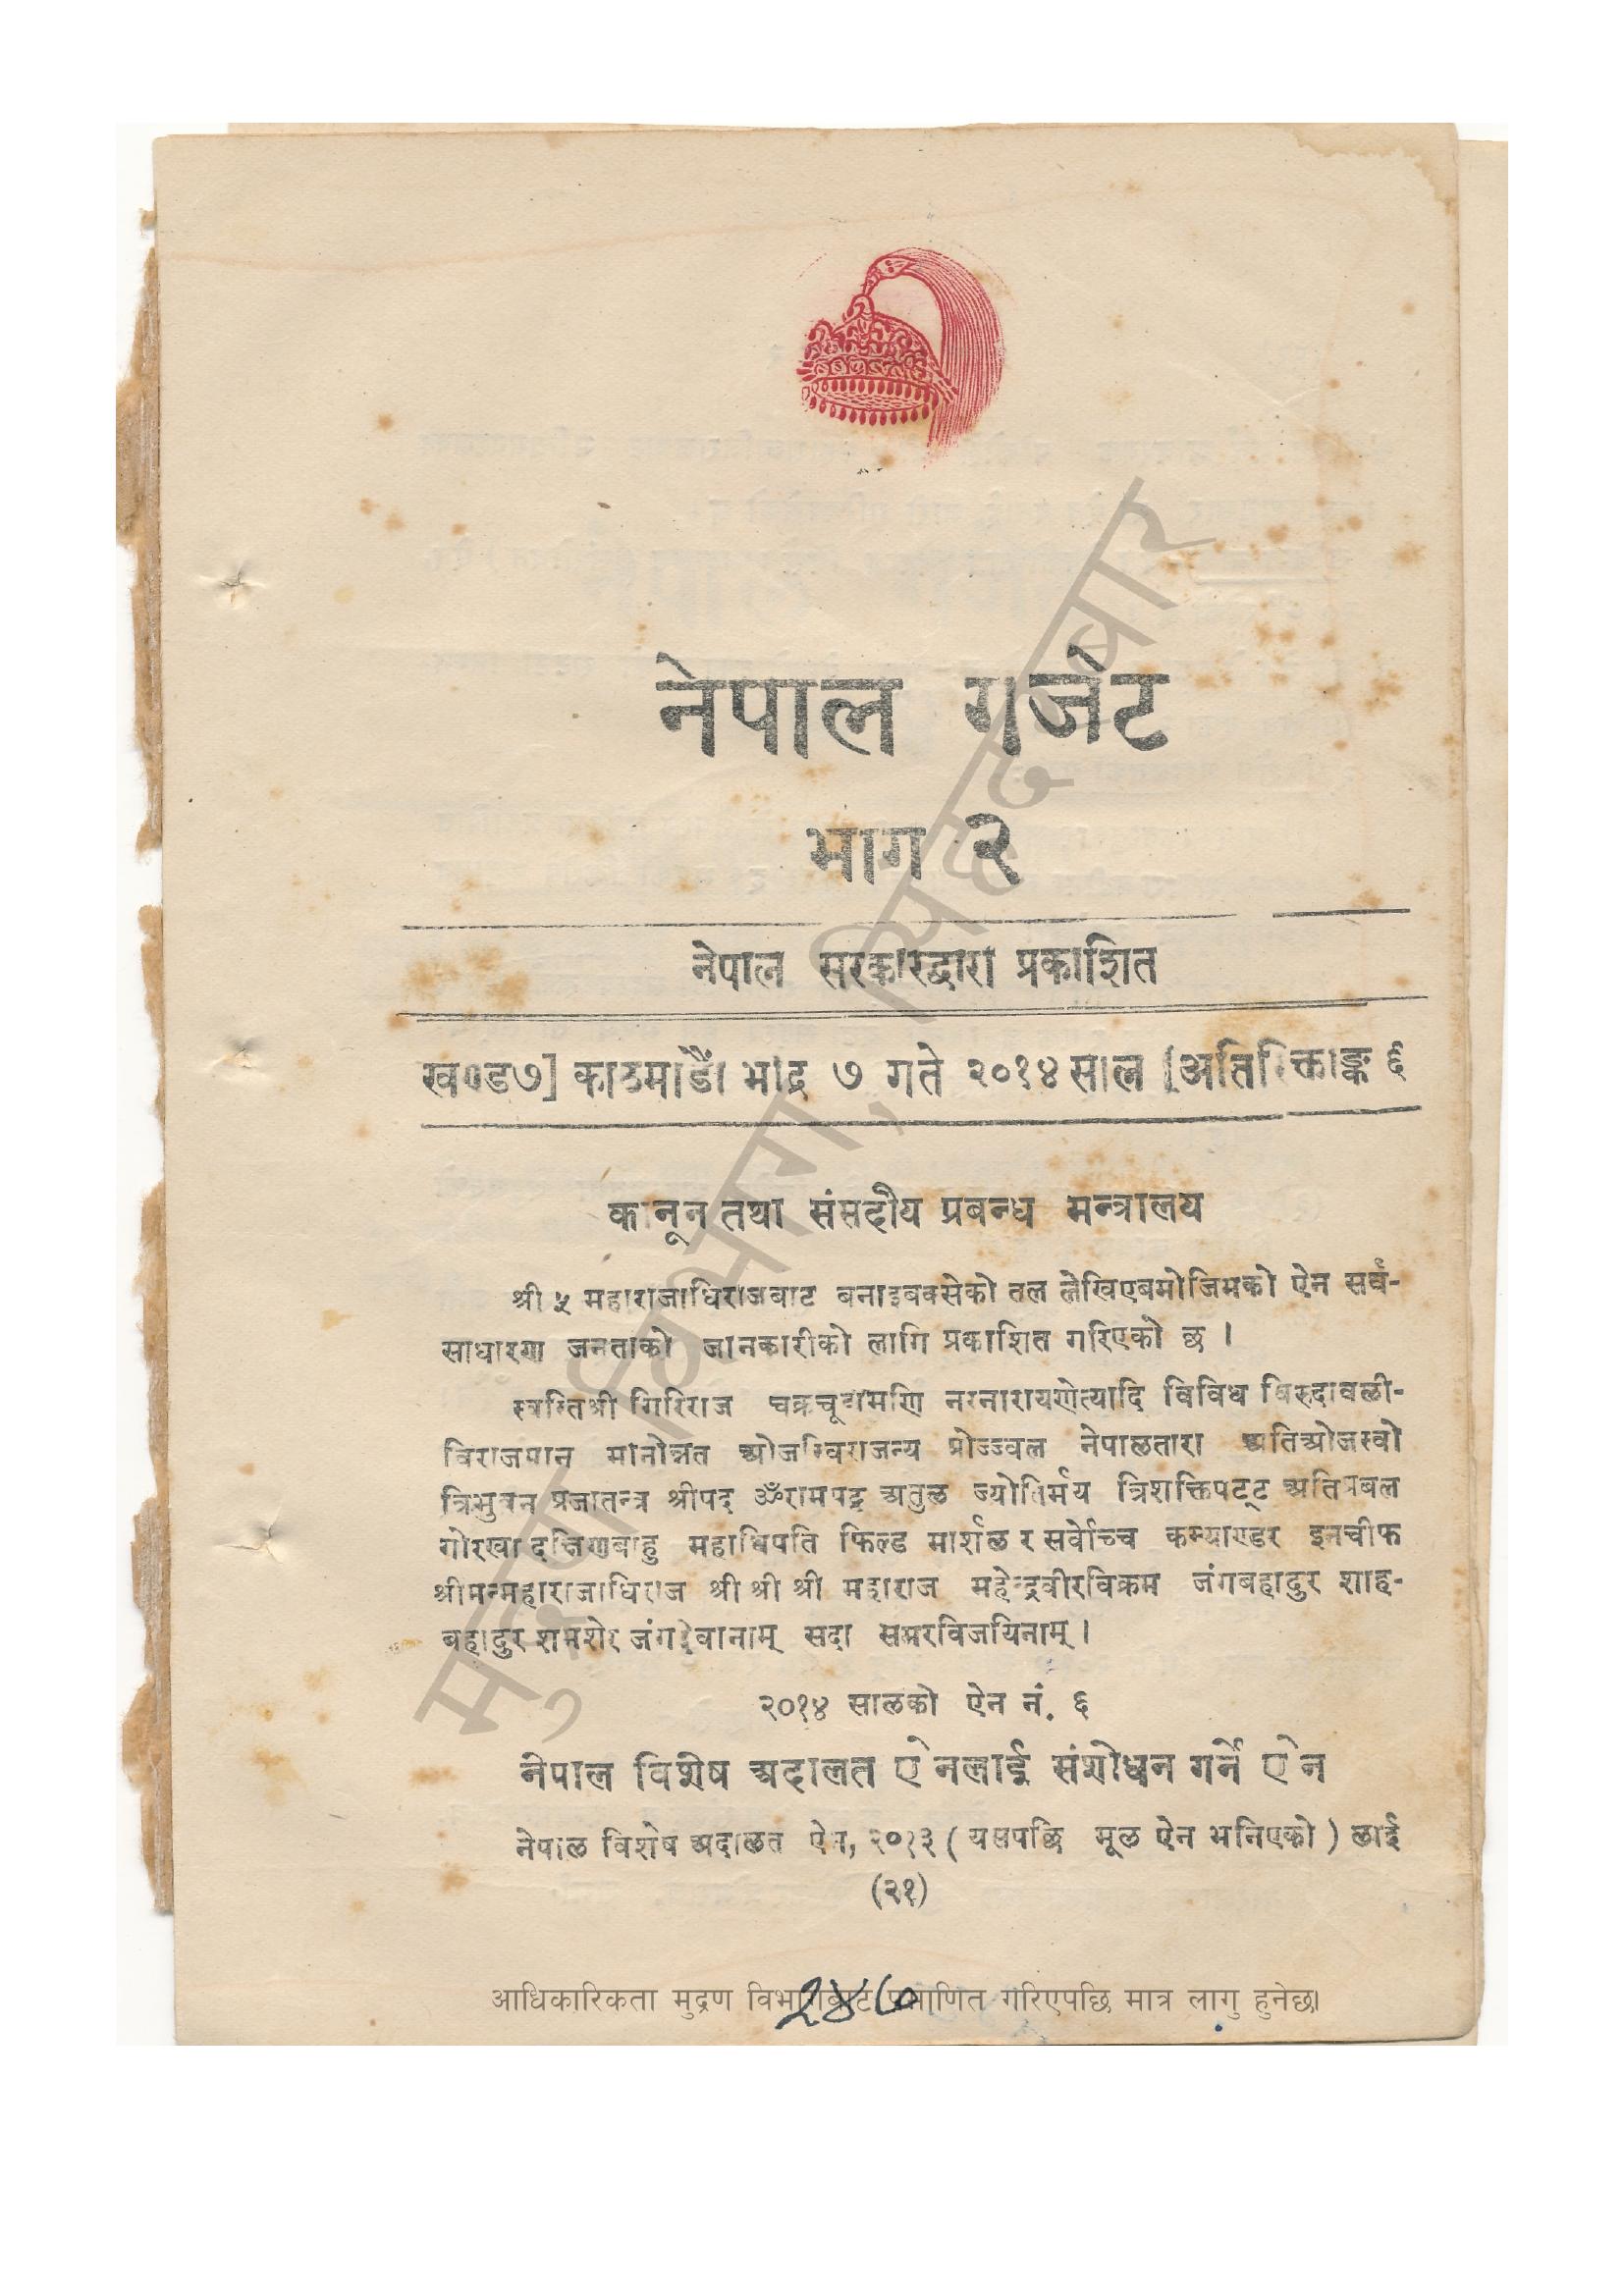 नेपाल गजेट
भाग २
नेपाल सरकारद्वारा प्रकाशित
खण्ड७] काठमाडौं भाद्र ७ गते २०१४ साल [अतिरिक्ताङ्क ६
कानून तथा संसदीय प्रबन्ध मन्त्रालय
श्री ५ महाराजाधिराजबाट बनाइबक्सेको तल लेखिएबमोजिमको ऐन सर्व-
साधारण जनताको जानकारीको लागि प्रकाशित गरिएको छ ।
स्वस्तिश्री गिरिराज चक्रचूडामणि नरनारायणेत्यादि विविध विरुदावली-
विराजमान मानोन्नत ओजस्विराजन्य प्रोज्ज्वल नेपालतारा अतिओजस्वी
त्रिभुवन प्रजातन्त्र श्रीपद ॐरामपट्ट अतुल ज्योतिर्मय त्रिशक्तिपट्ट अतिप्रबल
गोरखा दक्षिणबाहु महाधिपति फिल्ड मार्शल र सर्वोच्च कम्याण्डर इनचीफ
श्रीमन्महाराजाधिराज श्री श्री श्री महाराज महेन्द्रवीरविक्रम जंगबहादुर शाह-
बहादुर शमशेर जंगदेवानाम् सदा समरविजयिनाम् ।
२०१४ सालको ऐन नं. ६
नेपाल विशेष अदालत ऐनलाई संशोधन गर्ने ऐन
नेपाल विशेष अदालत ऐन, २०१३ ( यसपछि मूल ऐन भनिएको ) लाई
(२१)
आधिकारिकता मुद्रण विभागबाट प्रमाणित गरिएपछि मात्र लागु हुनेछ।
२४७
मुद्रण विभाग, सिंहदरबार